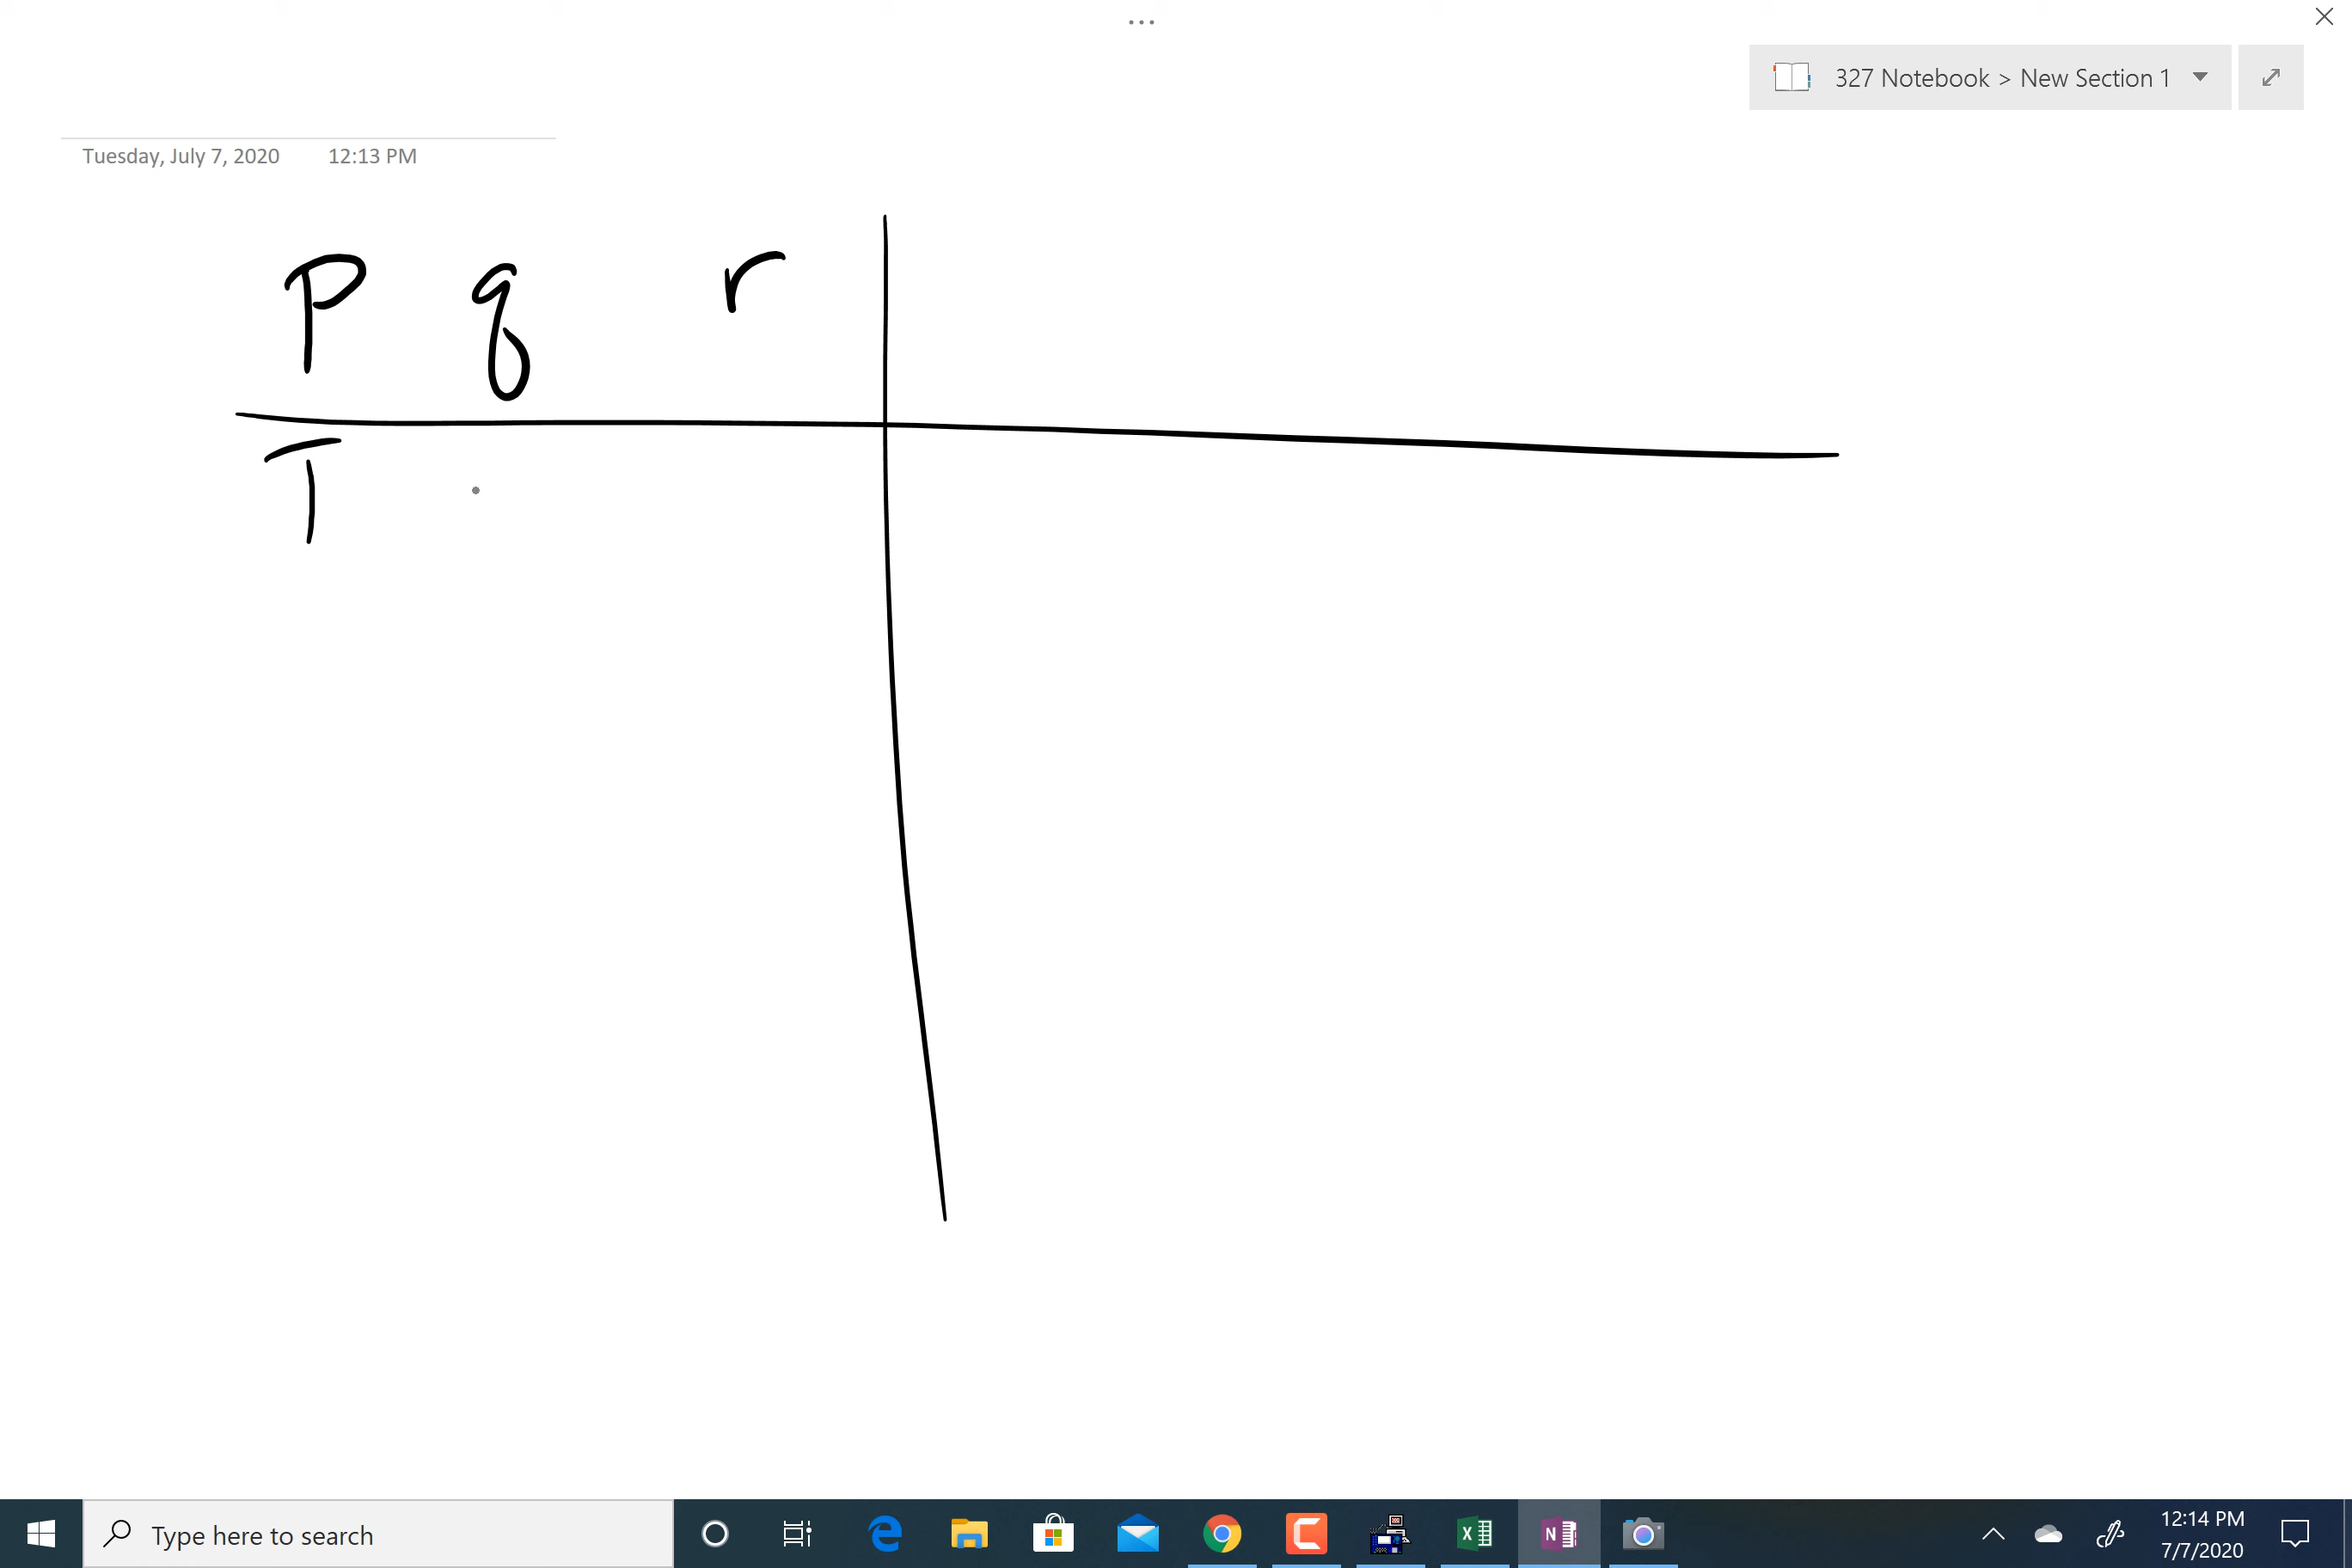 327 Notebook > New Section 1
Tuesday, July 7, 2020 12:13 PM
P q r
T
Type here to search
12:14 PM
7/7/2020